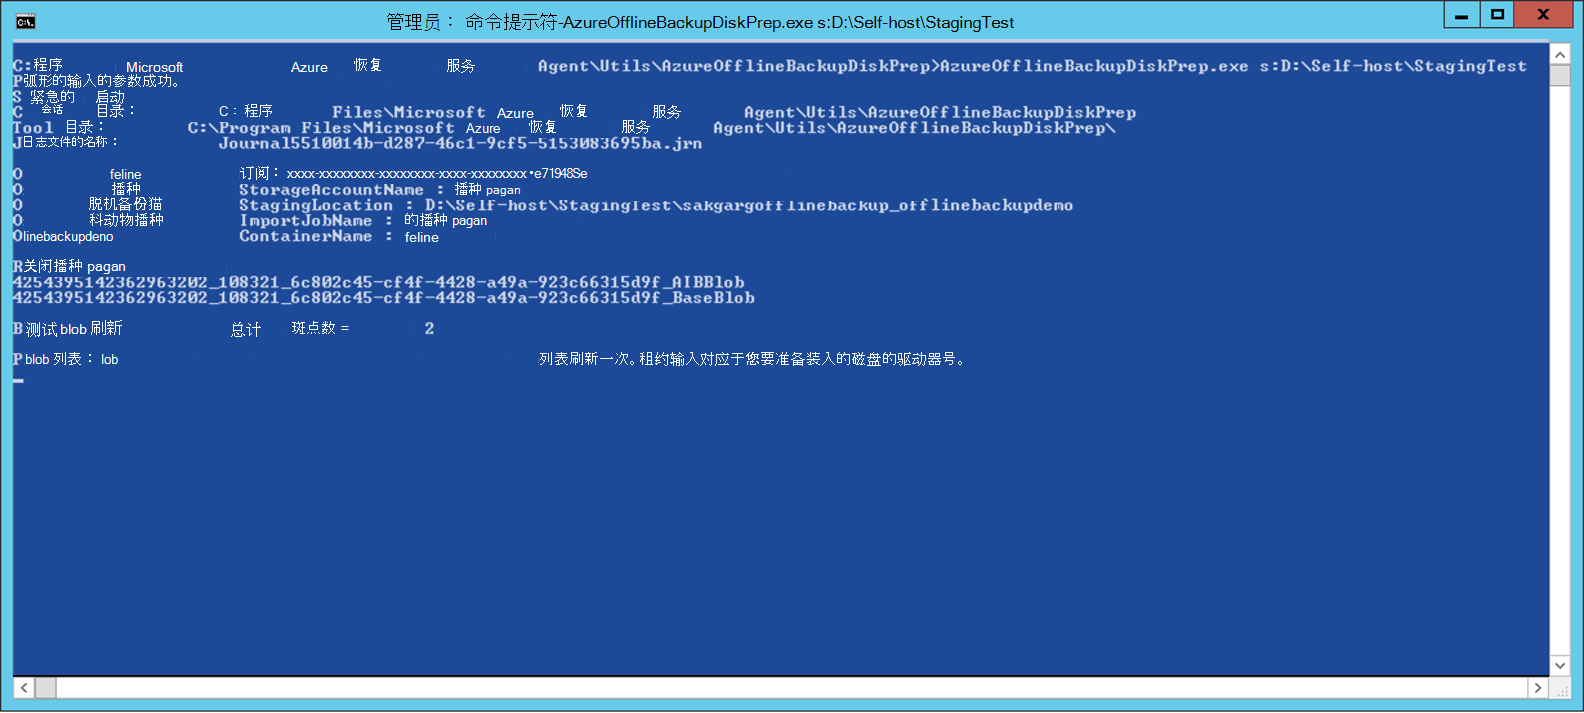 管理员： 命令提示符-AzureOfflineBackupDiskPrep.exe s:D:\Self-host\StagingTest
C:程序 Microsoft Azure 恢复 服务 Agent\Utils\AzureOfflineBackupDiskPrep>AzureOfflineBackupDiskPrep.exe s:D:\Self-host\StagingTest
P弧形的输入的参数成功。
S 紧急的 启动
C 会话 目录： C：程序 Files\Microsoft Azure 恢复 服务 Agent\Utils\AzureOfflineBackupDiskPrep
Tool 目录： C:\Program Files\Microsoft Azure 恢复 服务 Agent\Utils\AzureOfflineBackupDiskPrep\
J日志文件的名称： Journal5510014b-d287-46c1-9cf5-5153083695ba.jrn
O feline 订阅： xxxx-xxxxxxxx-xxxxxxxx-xxxx-xxxxxxxx•e71948Se
O 播种 StorageAccountName : 播种 pagan
O 脱机备份猫 StagingLocation : D:\Self-host\StagingTest\sakgargofflinebackup_offlinebackupdemo
O 科动物播种 ImportJobName : 的播种 pagan
Olinebackupdeno ContainerName : feline
R关闭播种 pagan
4254395142362963202_108321_6c802c45-cf4f-4428-a49a-923c66315d9f_AIBBlob
4254395142362963202_108321_6c802c45-cf4f-4428-a49a-923c66315d9f_BaseBlob
B 测试 blob 刷新 总计 斑点数 = 2
P blob 列表： lob 列表刷新一次。租约输入对应于您要准备装入的磁盘的驱动器号。